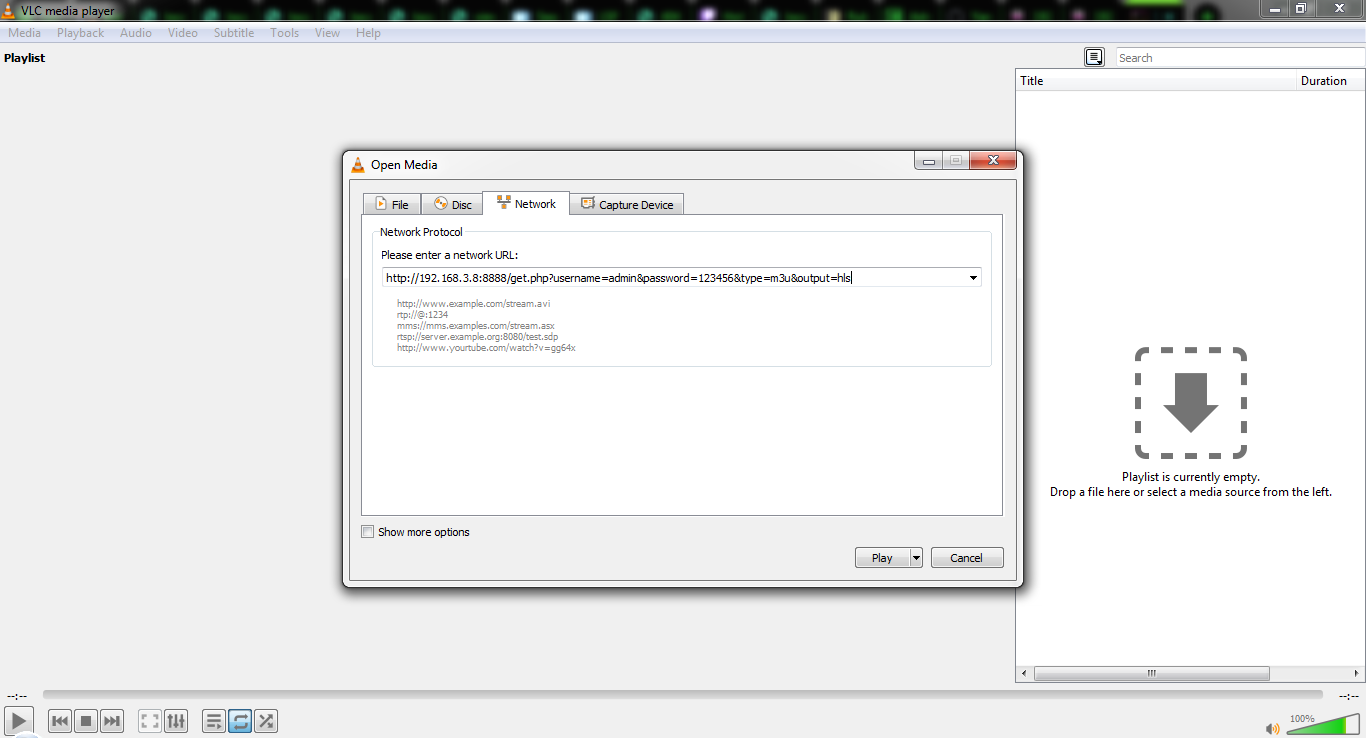 VLC media player
Media Playback Audio Video Subtitle Tools View Help
Playlist
Search
Title Duration
Open Media
File Disc Network Capture Device
Network Protocol
Please enter a network URL:
http://192.168.3.8:8888/get.php?username=admin&password=123456&type=m3u&output=hls
http://www.example.com/stream.avi
rtp://@:1234
mms://mms.examples.com/stream.asx
rtsp://server.example.org:8080/test.sdp
http://www.yourtube.com/watch?v=gg64x
Playlist is currently empty.
Drop a file here or select a media source from the left.
Show more options
Play Cancel
--:-- --:--
100%